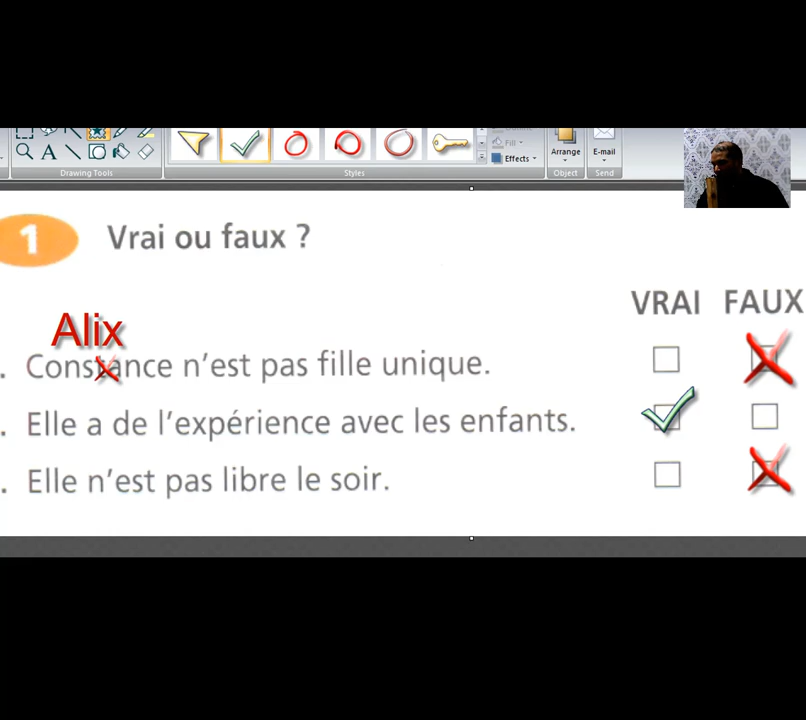 Fill
Effects
Arrange
E-mail
Drawing Tools
Styles
Object
Send
1 Vrai ou faux ?
VRAI FAUX
Alix
. Constance n'est pas fille unique.
. Elle a de l'expérience avec les enfants.
. Elle n'est pas libre le soir.